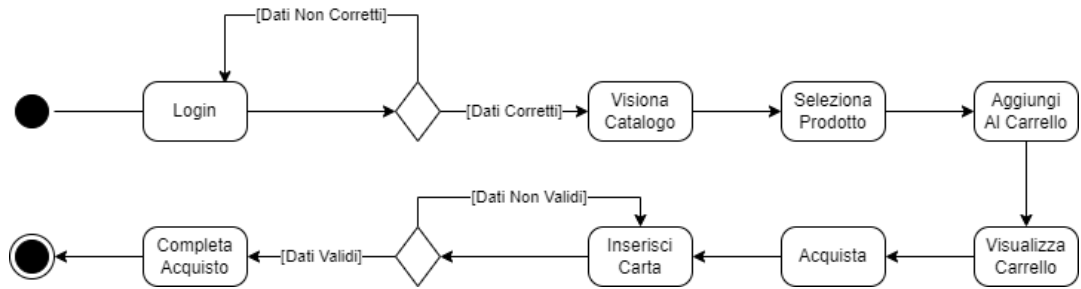 [Dati Non Corretti]
Login
[Dati Corretti]
Visiona
Catalogo
Seleziona
Prodotto
Aggiungi
Al Carrello
[Dati Non Validi]
Completa
Acquisto
[Dati Validi]
Inserisci
Carta
Acquista
Visualizza
Carrello